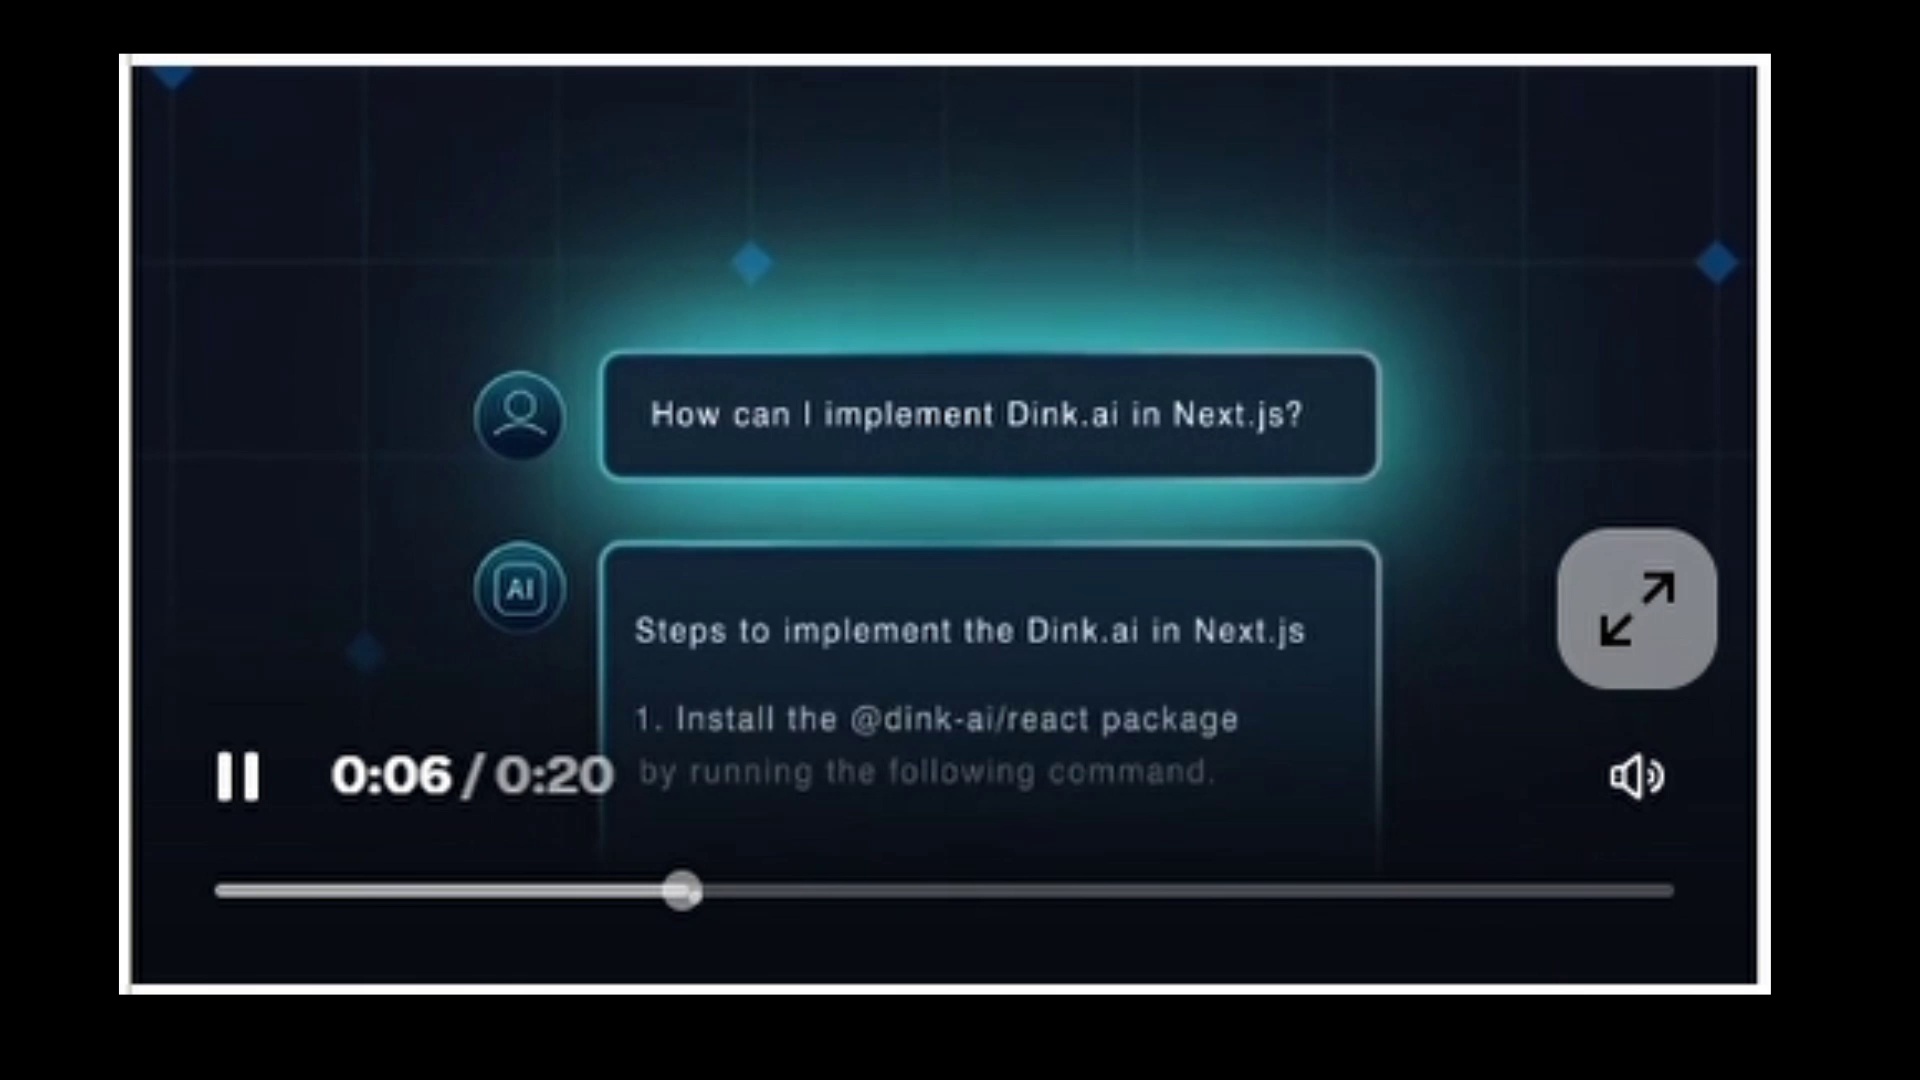 How can I implement Dink.ai in Next.js?
AI
Steps to implement the Dink.ai in Next.js
1. Install the @dink-ai/react package
by running the following command.
0:06 / 0:20